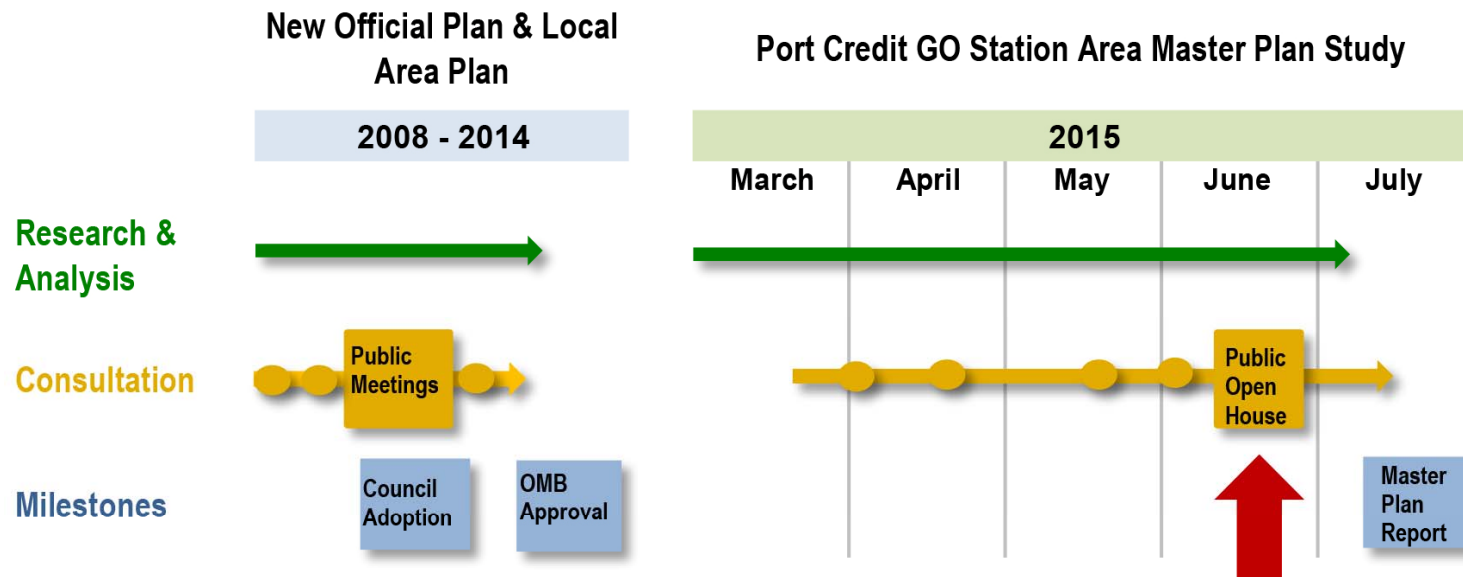 New Official Plan & Local
Area Plan
Port Credit GO Station Area Master Plan Study
2008 - 2014
2015
March April May June July
Research &
Analysis
Consultation
Public
Meetings
Public
Open
House
Milestones
Council
Adoption
OMB
Approval
Master
Plan
Report